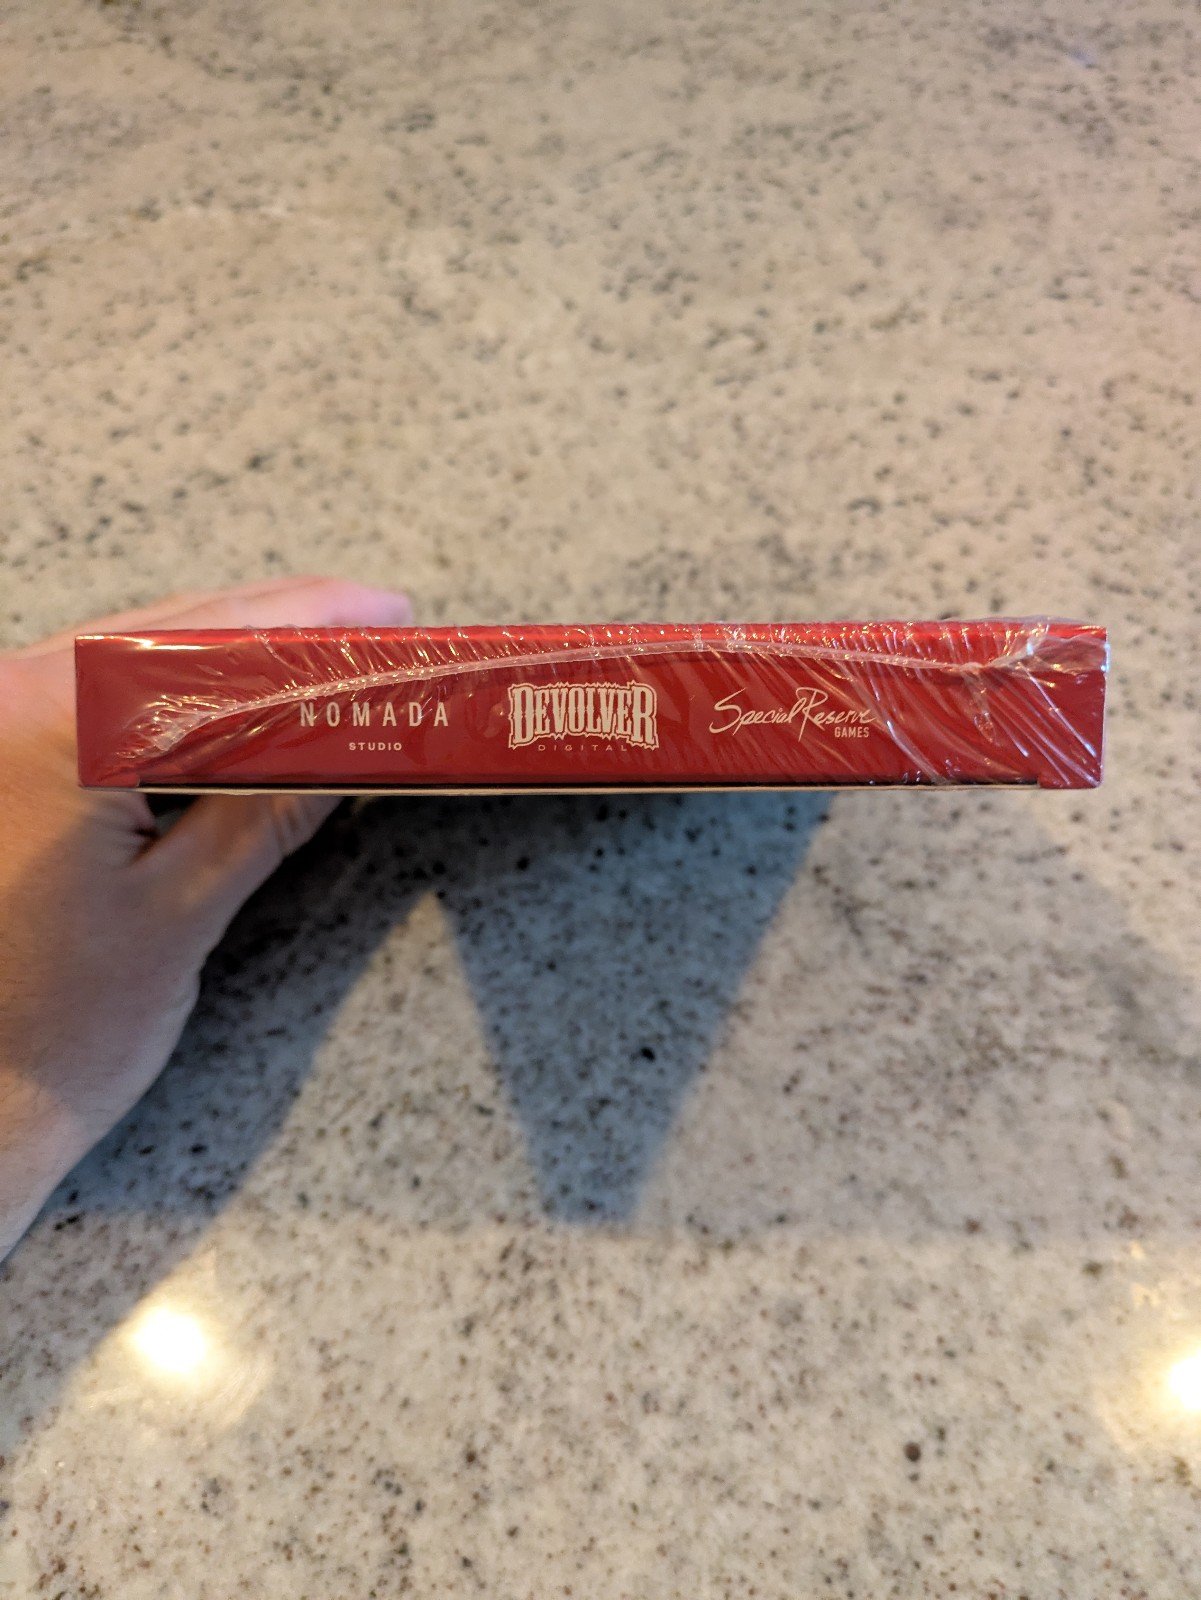 NOMADA
STUDIO
DEVOLVER
DIGITAL
Special Reserve
GAMES